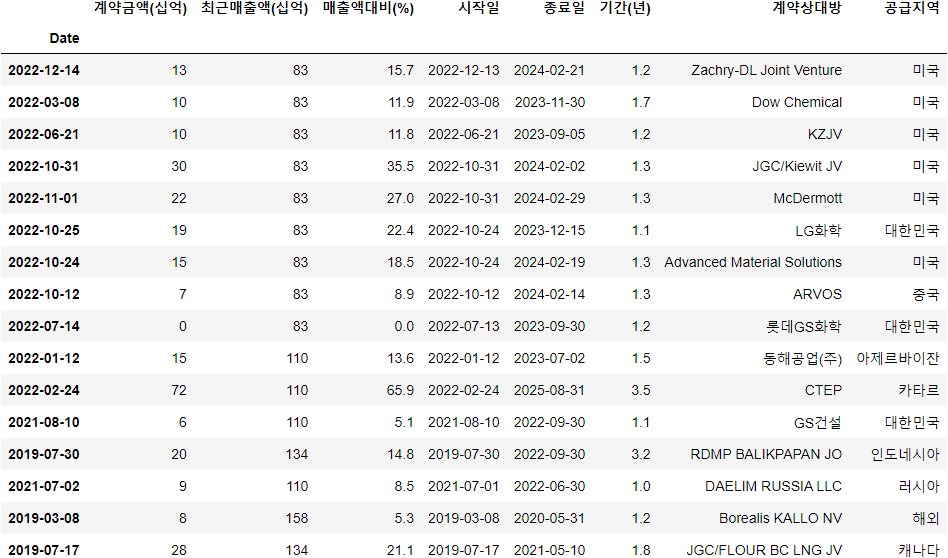 계약금액(십억) 최근매출액(십억) 매출액대비(%) 시작일 종료일 기간(년) 계약상대방 공급지역
Date
2022-12-14 13 83 15.7 2022-12-13 2024-02-21 1.2 Zachry-DL Joint Venture 미국
2022-03-08 10 83 11.9 2022-03-08 2023-11-30 1.7 Dow Chemical 미국
2022-06-21 10 83 11.8 2022-06-21 2023-09-05 1.2 KZJV 미국
2022-10-31 30 83 35.5 2022-10-31 2024-02-02 1.3 JGC/Kiewit JV 미국
2022-11-01 22 83 27.0 2022-10-31 2024-02-29 1.3 McDermott 미국
2022-10-25 19 83 22.4 2022-10-24 2023-12-15 1.1 LG화학 대한민국
2022-10-24 15 83 18.5 2022-10-24 2024-02-19 1.3 Advanced Material Solutions 미국
2022-10-12 7 83 8.9 2022-10-12 2024-02-14 1.3 ARVOS 중국
2022-07-14 0 83 0.0 2022-07-13 2023-09-30 1.2 롯데GS화학 대한민국
2022-01-12 15 110 13.6 2022-01-12 2023-07-02 1.5 동해공업(주) 아제르바이잔
2022-02-24 72 110 65.9 2022-02-24 2025-08-31 3.5 CTEP 카타르
2021-08-10 6 110 5.1 2021-08-10 2022-09-30 1.1 GS건설 대한민국
2019-07-30 20 134 14.8 2019-07-30 2022-09-30 3.2 RDMP BALIKPAPAN JO 인도네시아
2021-07-02 9 110 8.5 2021-07-01 2022-06-30 1.0 DAELIM RUSSIA LLC 러시아
2019-03-08 8 158 5.3 2019-03-08 2020-05-31 1.2 Borealis KALLO NV 해외
2019-07-17 28 134 21.1 2019-07-17 2021-05-10 1.8 JGC/FLOUR BC LNG JV 캐나다